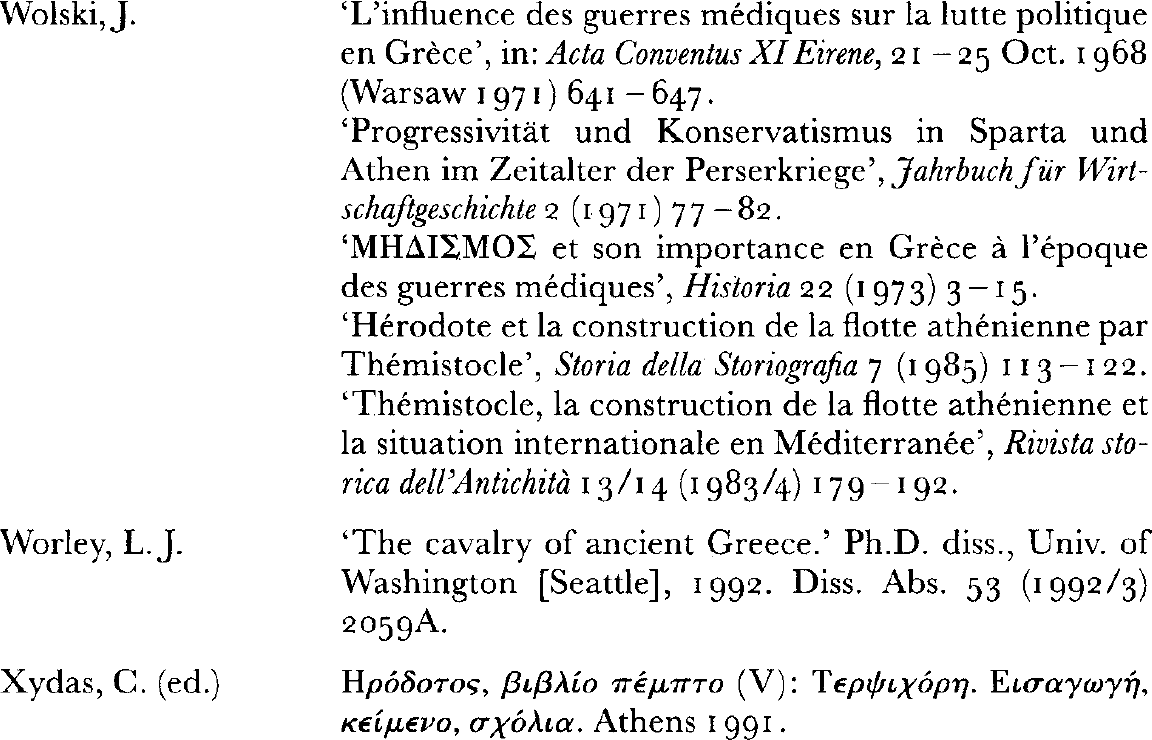 Wolski, J. ‘L’influence des guerres médiques sur la lutte politique
en Grèce’, in: Acta Conventus XI Eirene, 21 – 25 Oct. 1968
(Warsaw 1971) 641 – 647.
‘Progressivität und Konservatismus in Sparta und
Athen im Zeitalter der Perserkriege’, Jahrbuch für Wirt-
schaftgeschichte 2 (1971) 77 – 82.
‘ΜΗΔΙΣΜΟΣ et son importance en Grèce à l’époque
des guerres médiques’, Historia 22 (1973) 3 – 15.
‘Hérodote et la construction de la flotte athénienne par
Thémistocle’, Storia della Storiografia 7 (1985) 113 – 122.
‘Thémistocle, la construction de la flotte athénienne et
la situation internationale en Méditerranée’, Rivista sto-
rica dell’Antichità 13/14 (1983/4) 179 – 192.
Worley, L. J. ‘The cavalry of ancient Greece.’ Ph.D. diss., Univ. of
Washington [Seattle], 1992. Diss. Abs. 53 (1992/3)
2059A.
Xydas, C. (ed.) Ηρόδοτος, βιβλίο πέμπτο (V): Τερψιχόρη. Εισαγωγή,
κείμενο, σχόλια. Athens 1991.